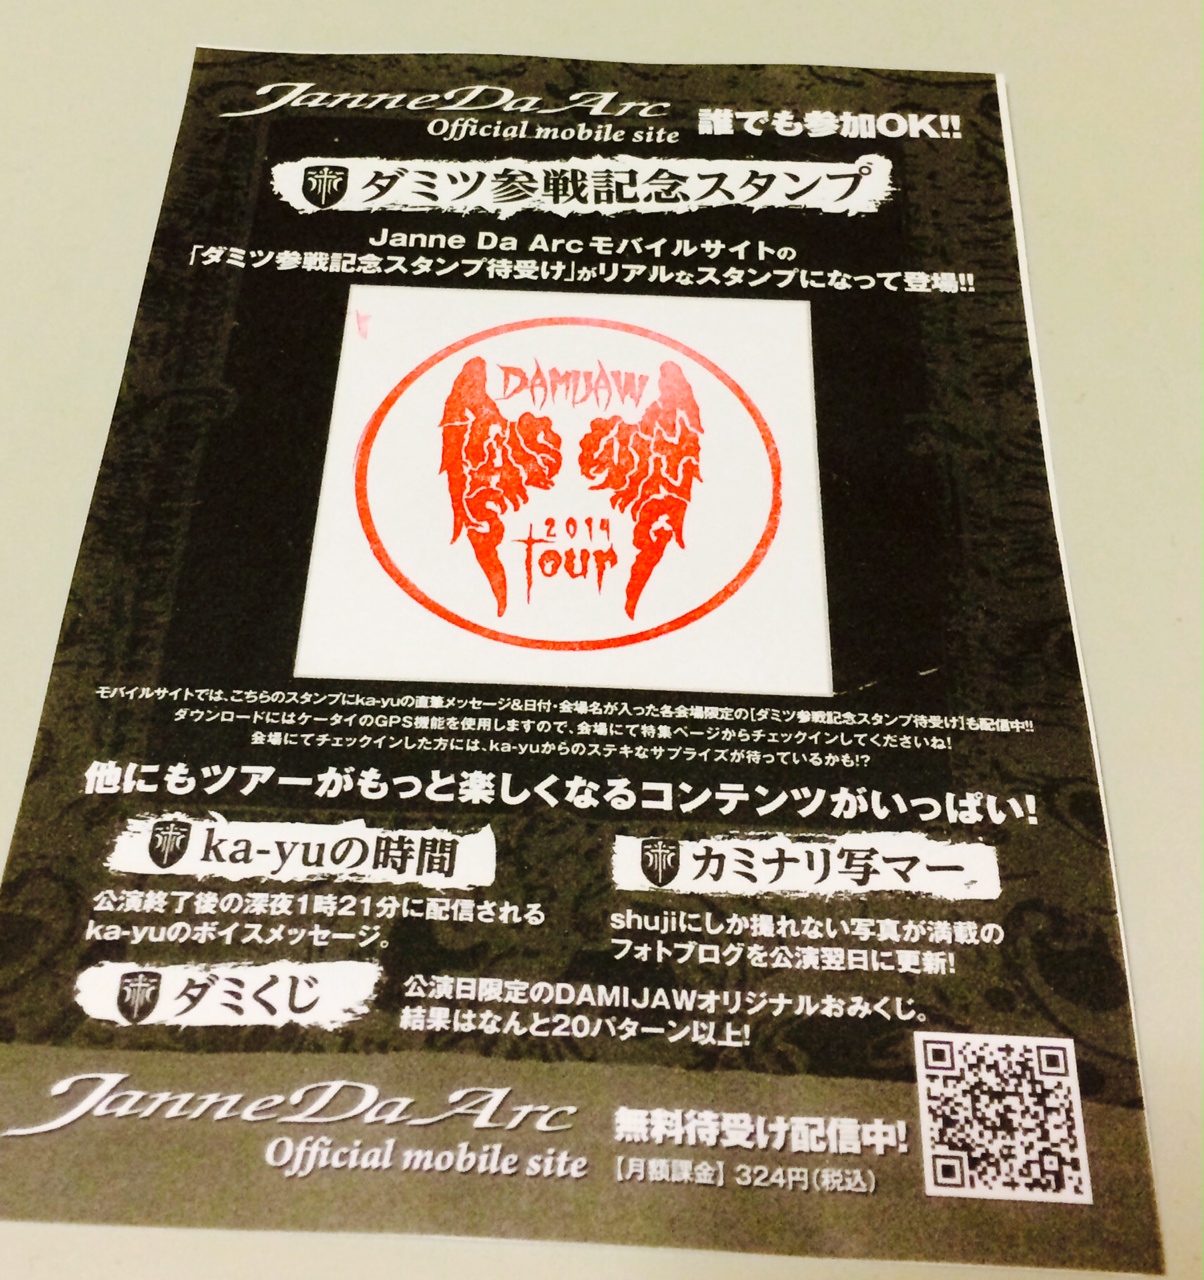 Janne Da Arc
Official mobile site
誰でも参加OK!!
ダミツ参戦記念スタンプ
Janne Da Arcモバイルサイトの
「ダミツ参戦記念スタンプ待受け」がリアルなスタンプになって登場!!
DAMIJAW
2014
tour
モバイルサイトでは、こちらのスタンプにka-yuの直筆メッセージ&日付・会場名が入った各会場限定の[ダミツ参戦記念スタンプ待受け]も配信中!!
ダウンロードにはケータイのGPS機能を使用しますので、会場にて特集ページからチェックインしてくださいね!
会場にてチェックインした方には、ka-yuからのステキなサプライズが待っているかも!?
他にもツアーがもっと楽しくなるコンテンツがいっぱい!
ka-yuの時間
公演終了後の深夜1時21分に配信される
ka-yuのボイスメッセージ。
カミナリ写マー
shujiにしか撮れない写真が満載の
フォトブログを公演翌日に更新!
ダミくじ
公演日限定のDAMIJAWオリジナルおみくじ。
結果はなんと20パターン以上!
Janne Da Arc
Official mobile site
無料待受け配信中!
【月額課金】324円(税込)